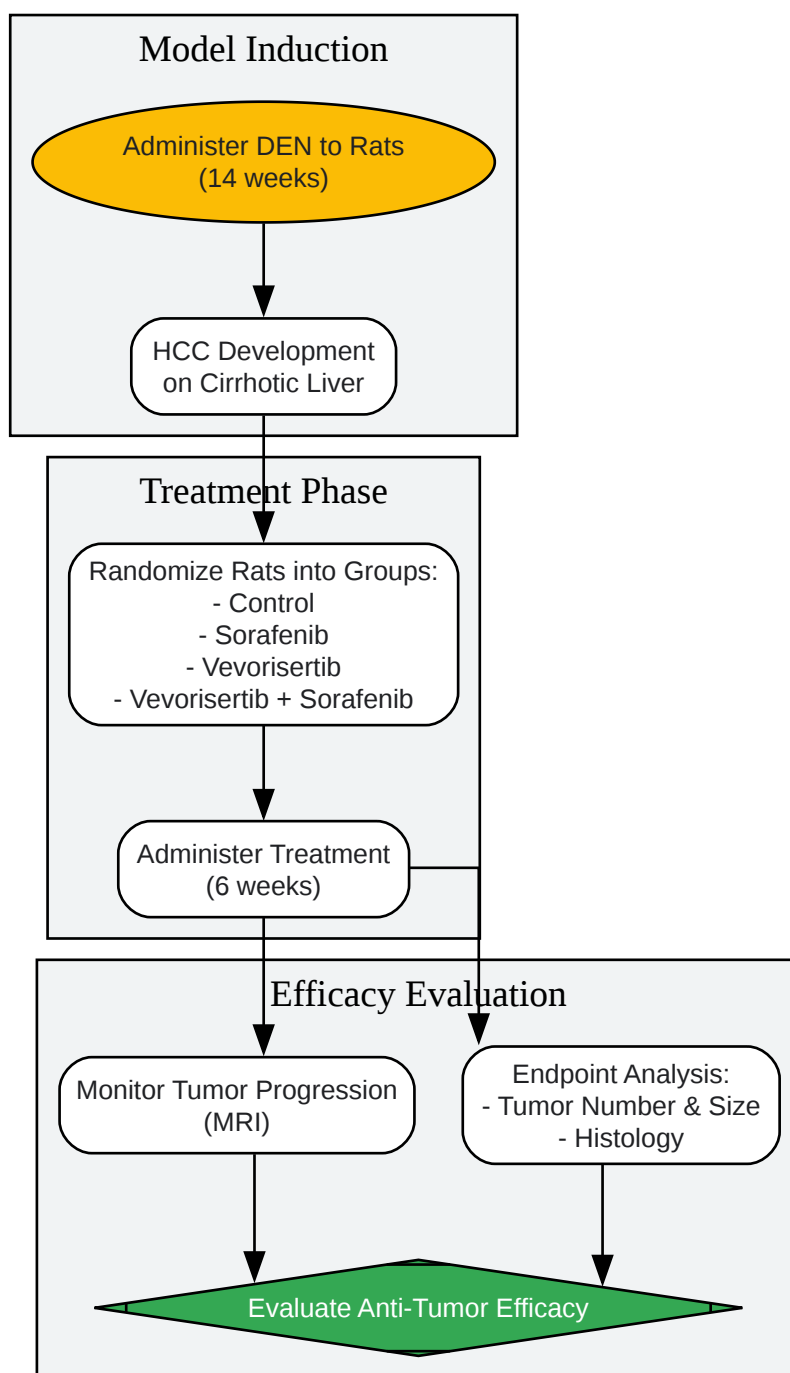 Model Induction
Administer DEN to Rats
(14 weeks)
HCC Development
on Cirrhotic Liver
Treatment Phase
Randomize Rats into Groups:
- Control
- Sorafenib
- Vevorisertib
- Vevorisertib + Sorafenib
Administer Treatment
(6 weeks)
Efficacy Evaluation
Monitor Tumor Progression
(MRI)
Endpoint Analysis:
- Tumor Number & Size
- Histology
Evaluate Anti-Tumor Efficacy